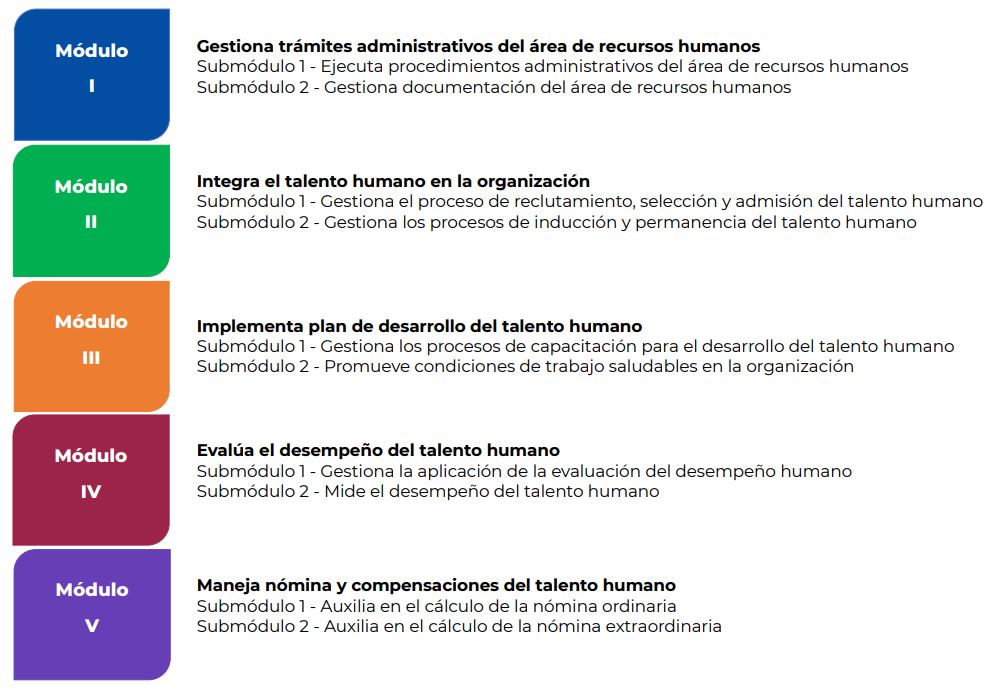 Módulo
I
Gestiona trámites administrativos del área de recursos humanos
Submódulo 1 - Ejecuta procedimientos administrativos del área de recursos humanos
Submódulo 2 - Gestiona documentación del área de recursos humanos
Módulo
II
Integra el talento humano en la organización
Submódulo 1 - Gestiona el proceso de reclutamiento, selección y admisión del talento humano
Submódulo 2 - Gestiona los procesos de inducción y permanencia del talento humano
Módulo
III
Implementa plan de desarrollo del talento humano
Submódulo 1 - Gestiona los procesos de capacitación para el desarrollo del talento humano
Submódulo 2 - Promueve condiciones de trabajo saludables en la organización
Módulo
IV
Evalúa el desempeño del talento humano
Submódulo 1 - Gestiona la aplicación de la evaluación del desempeño humano
Submódulo 2 - Mide el desempeño del talento humano
Módulo
V
Maneja nómina y compensaciones del talento humano
Submódulo 1 - Auxilia en el cálculo de la nómina ordinaria
Submódulo 2 - Auxilia en el cálculo de la nómina extraordinaria